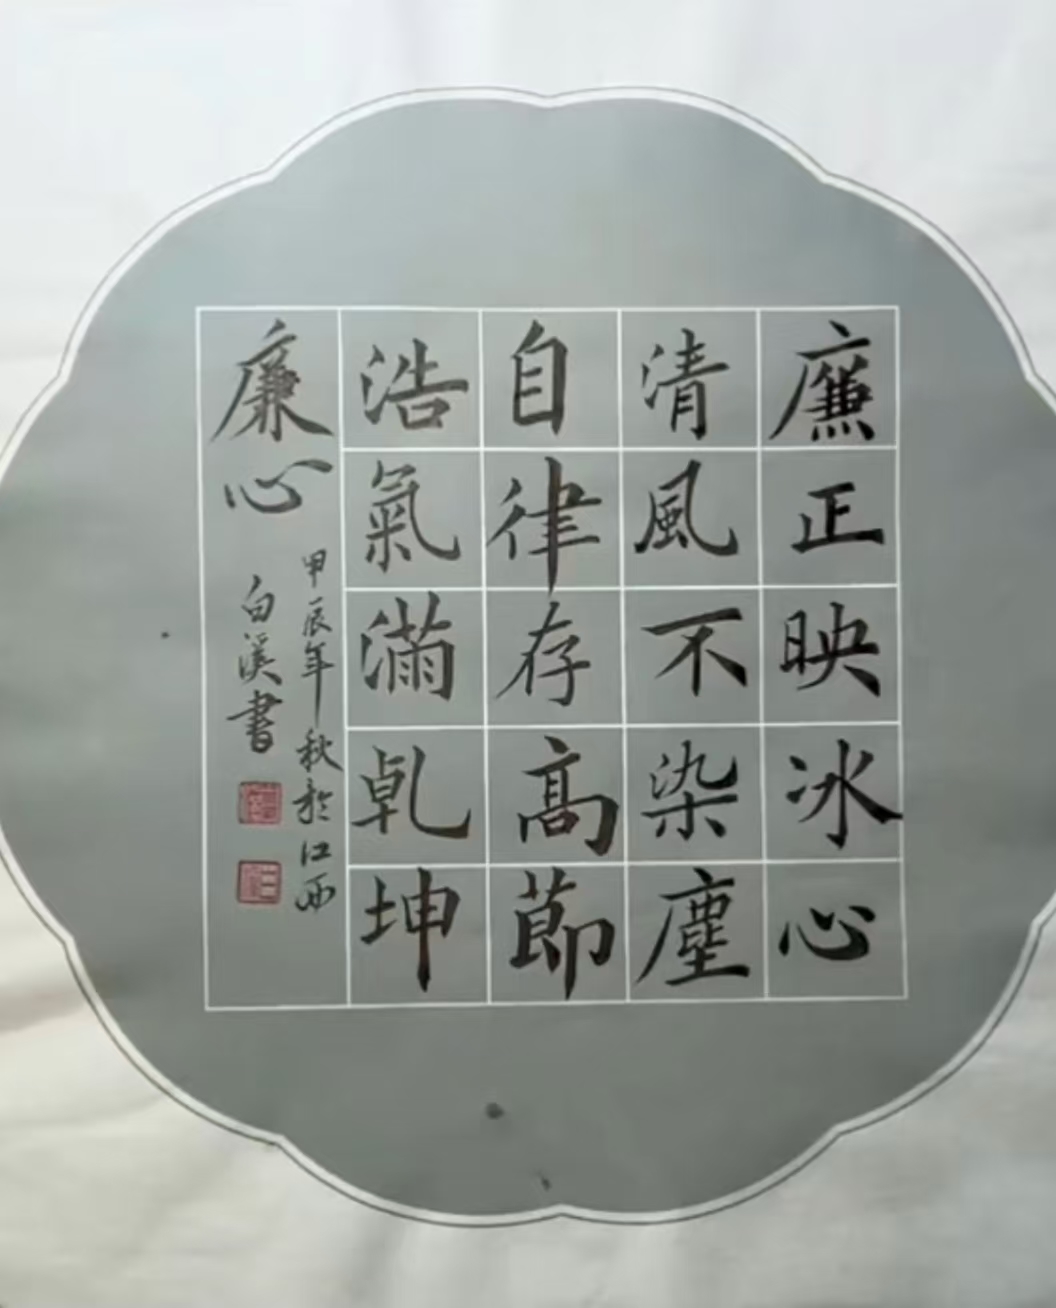 廉正映冰心
清風不染塵
自律存高節
浩氣滿乾坤
廉心
甲辰年秋於江西
白溪書